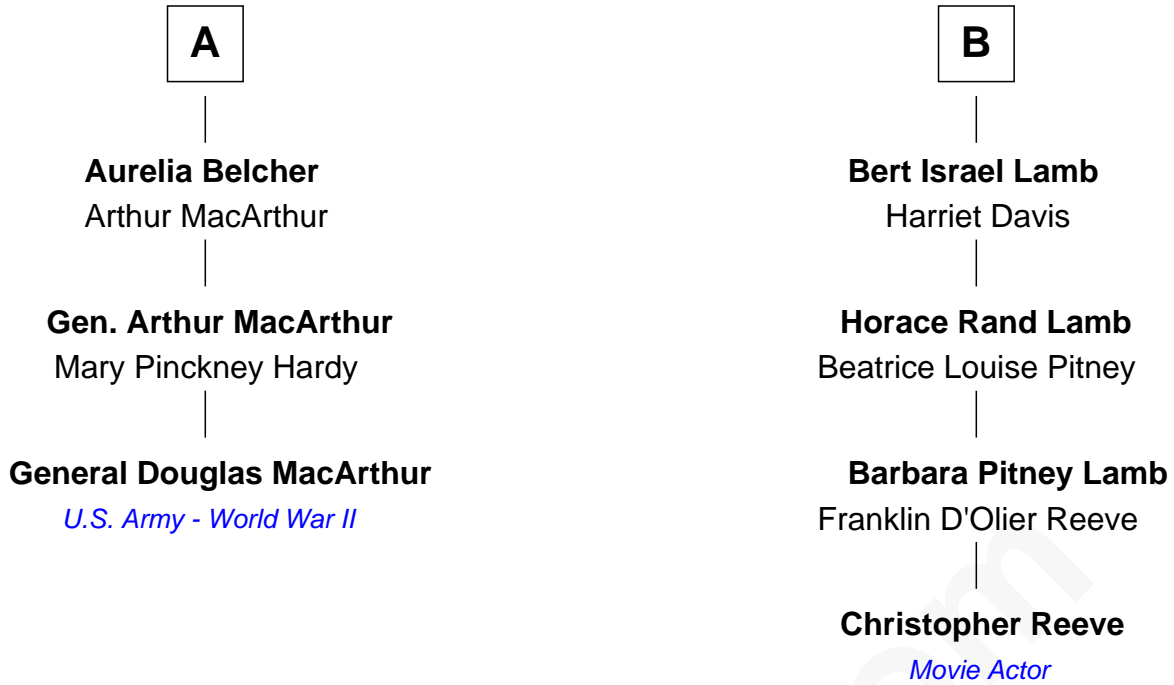 A
Aurelia Belcher
Arthur MacArthur
Gen. Arthur MacArthur
Mary Pinckney Hardy
General Douglas MacArthur
U.S. Army - World War II
B
Bert Israel Lamb
Harriet Davis
Horace Rand Lamb
Beatrice Louise Pitney
Barbara Pitney Lamb
Franklin D'Olier Reeve
Christopher Reeve
Movie Actor